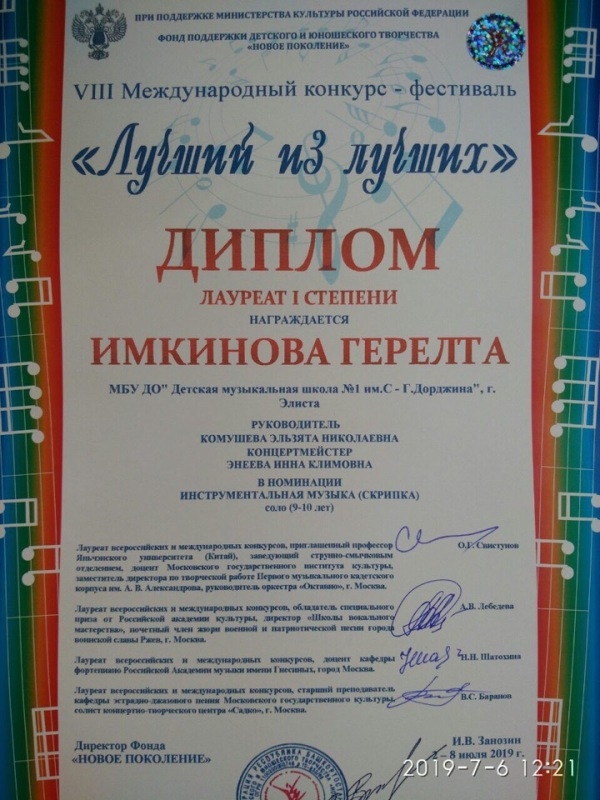 ПРИ ПОДДЕРЖКЕ МИНИСТЕРСТВА КУЛЬТУРЫ РОССИЙСКОЙ ФЕДЕРАЦИИ
ФОНД ПОДДЕРЖКИ ДЕТСКОГО И ЮНОШЕСКОГО ТВОРЧЕСТВА
«НОВОЕ ПОКОЛЕНИЕ»
VIII Международный конкурс - фестиваль
«Лучший из лучших»
ДИПЛОМ
ЛАУРЕАТ I СТЕПЕНИ
НАГРАЖДАЕТСЯ
ИМКИНОВА ГЕРЕЛТА
МБУ ДО" Детская музыкальная школа №1 им.С - Г.Дорджина", г.
Элиста
РУКОВОДИТЕЛЬ
КОМУШЕВА ЭЛЬЗЯТА НИКОЛАЕВНА
КОНЦЕРТМЕЙСТЕР
ЭНЕЕВА ИННА КЛИМОВНА
В НОМИНАЦИИ
ИНСТРУМЕНТАЛЬНАЯ МУЗЫКА (СКРИПКА)
соло (9-10 лет)
Лауреат всероссийских и международных конкурсов, приглашенный профессор О.Г. Свистунов
Яньчэнского университета (Китай), заведующий струнно-смычковым
отделением, доцент Московского государственного института культуры,
заместитель директора по творческой работе Первого музыкального кадетского
корпуса им. А. В. Александрова, руководитель оркестра «Октавио», г. Москва.
Лауреат всероссийских и международных конкурсов, обладатель специального А.В. Лебедева
приза от Российской академии культуры, директор «Школы вокального
мастерства», почетный член жюри военной и патриотической песни города
воинской славы Ржев, г. Москва.
Лауреат всероссийских и международных конкурсов, доцент кафедры Н.Н. Шатохина
фортепиано Российской Академии музыки имени Гнесиных, город Москва.
Лауреат всероссийских и международных конкурсов, старший преподаватель В.С. Баранов
кафедры эстрадно-джазового пения Московского государственного культуры,
солист концертно-творческого центра «Садко», г. Москва.
Директор Фонда И.В. Занозин
«НОВОЕ ПОКОЛЕНИЕ» 2 – 8 июля 2019 г.
2019-7-6 12:21